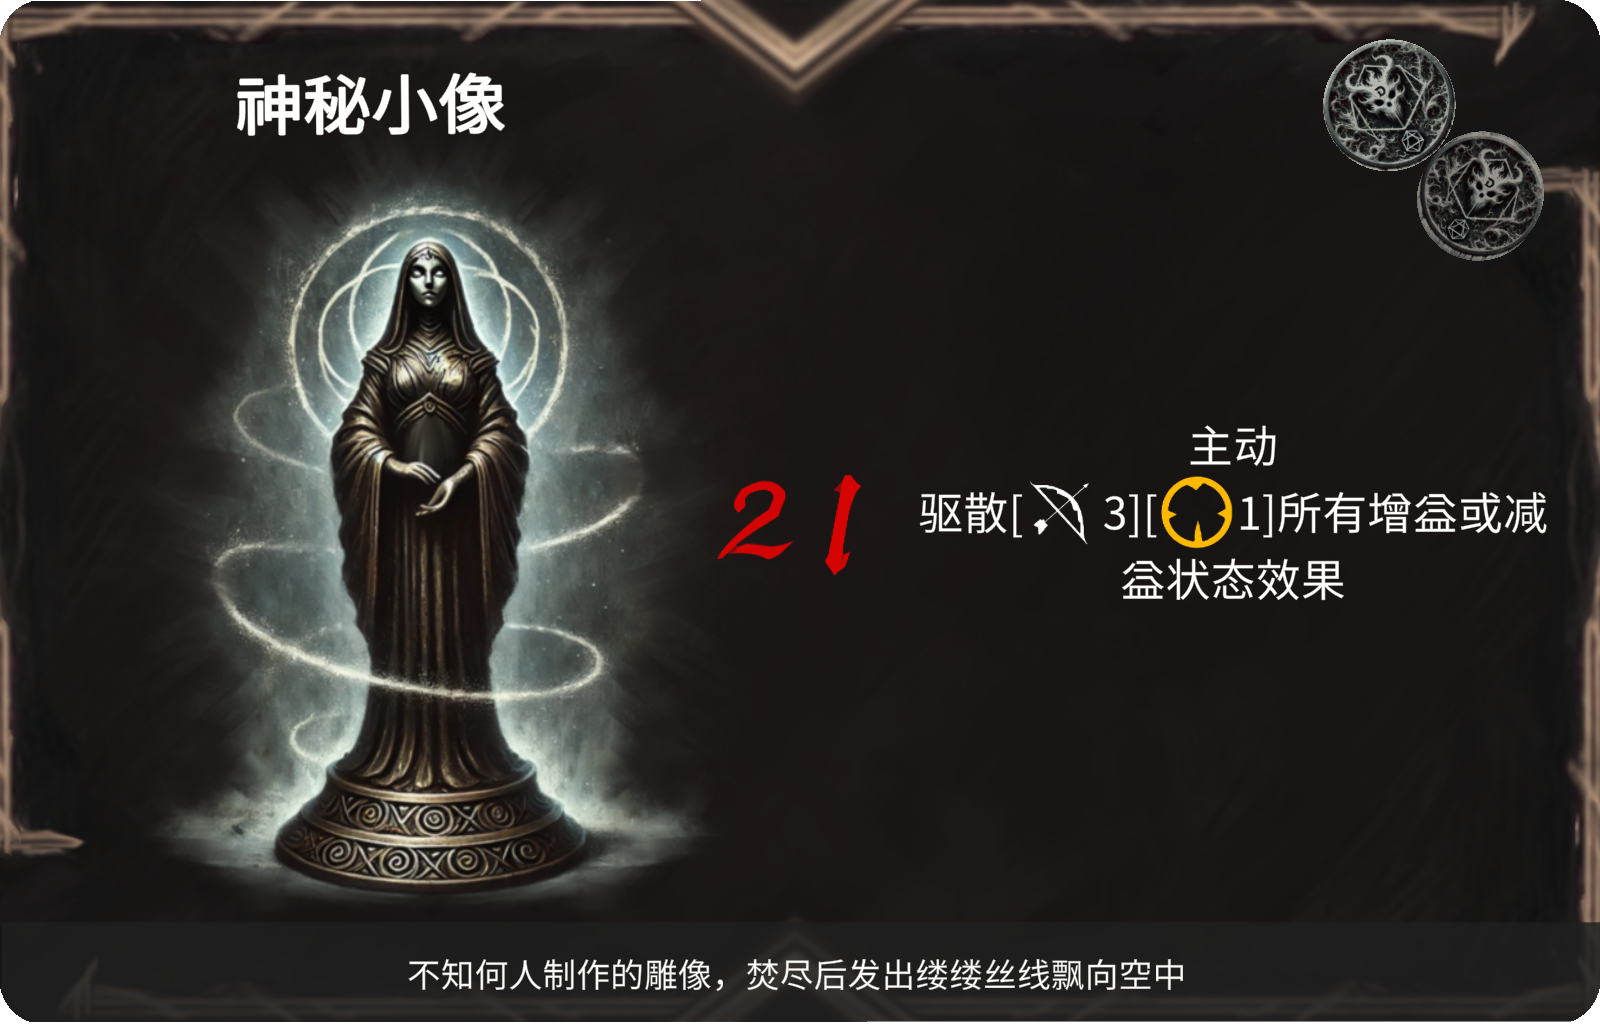 神秘小像
21
主动
驱散[3][1]所有增益或减
益状态效果
不知何人制作的雕像，焚尽后发出缕缕丝线飘向空中